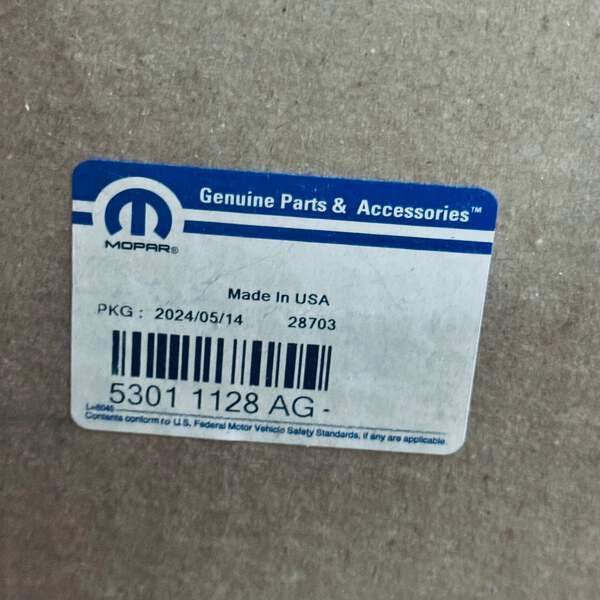 Genuine Parts & Accessories™
MOPAR®
Made In USA
PKG : 2024/05/14 28703
5301 1128 AG -
L-8045
Contents conform to U.S. Federal Motor Vehicle Safety Standards, if any are applicable